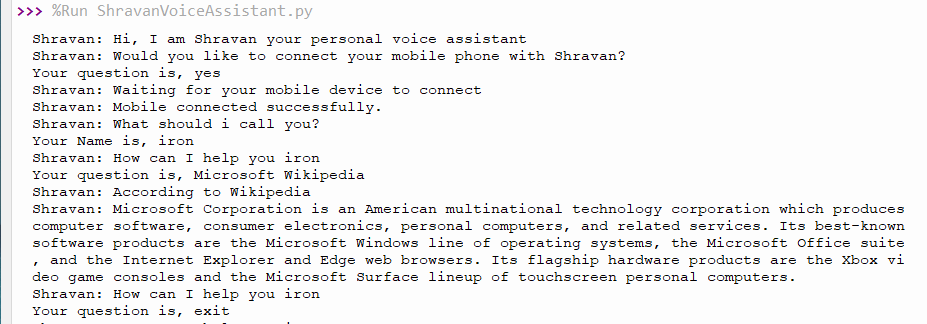 >>> %Run ShravanVoiceAssistant.py
Shravan: Hi, I am Shravan your personal voice assistant
Shravan: Would you like to connect your mobile phone with Shravan?
Your question is, yes
Shravan: Waiting for your mobile device to connect
Shravan: Mobile connected successfully.
Shravan: What should i call you?
Your Name is, iron
Shravan: How can I help you iron
Your question is, Microsoft Wikipedia
Shravan: According to Wikipedia
Shravan: Microsoft Corporation is an American multinational technology corporation which produces
computer software, consumer electronics, personal computers, and related services. Its best-known
software products are the Microsoft Windows line of operating systems, the Microsoft Office suite
, and the Internet Explorer and Edge web browsers. Its flagship hardware products are the Xbox vi
deo game consoles and the Microsoft Surface lineup of touchscreen personal computers.
Shravan: How can I help you iron
Your question is, exit